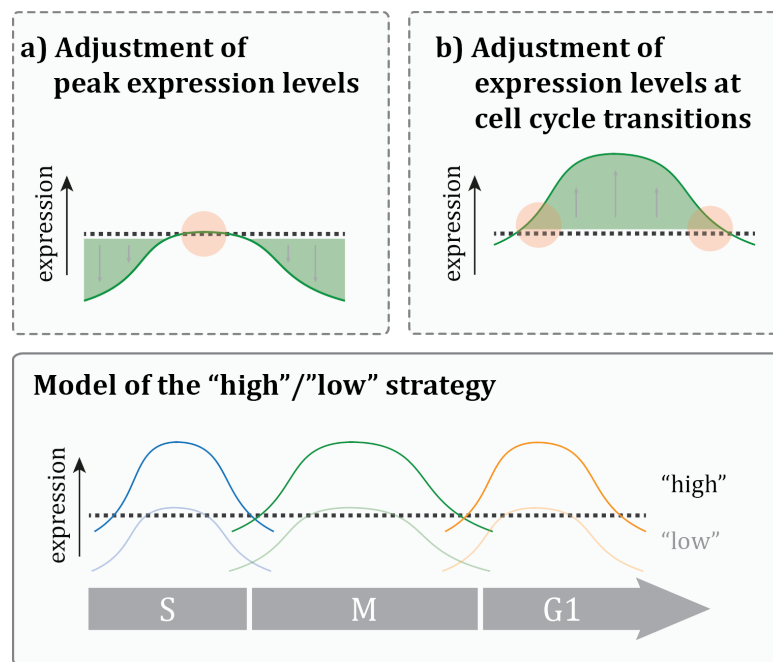 a) Adjustment of
peak expression levels
expression
b) Adjustment of
expression levels at
cell cycle transitions
expression
Model of the “high”/”low” strategy
expression
“high”
“low”
S
M
G1